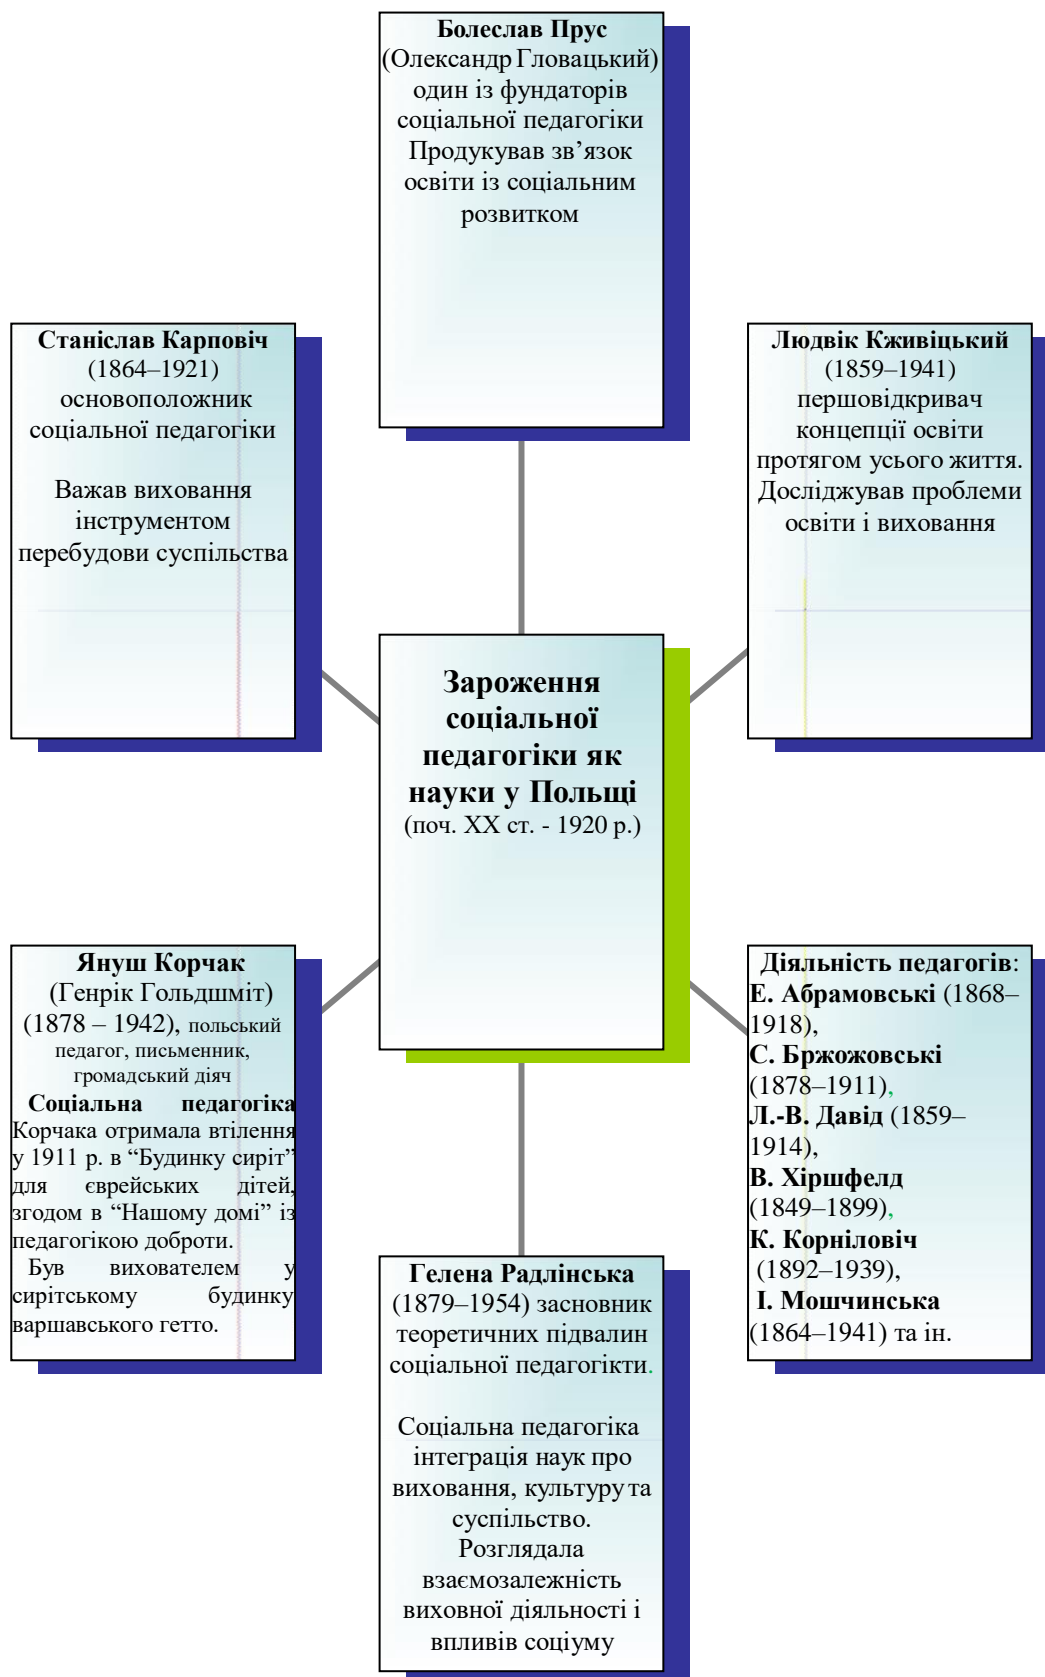 Болеслав Прус
(Олександр Гловацький)
один із фундаторів
соціальної педагогіки
Продукував зв’язок
освіти із соціальним
розвитком
Станіслав Карповіч
(1864–1921)
основоположник
соціальної педагогіки
Важав виховання
інструментом
перебудови суспільства
Людвік Кживіцький
(1859–1941)
першовідкривач
концепції освіти
протягом усього життя.
Досліджував проблеми
освіти і виховання
Зароження
соціальної
педагогіки як
науки у Польщі
(поч. ХХ ст. - 1920 р.)
Януш Корчак
(Генрік Гольдшміт)
(1878 – 1942), польський
педагог, письменник,
громадський діяч
Соціальна педагогіка
Корчака отримала втілення
у 1911 р. в “Будинку сиріт”
для єврейських дітей,
згодом в “Нашому домі” із
педагогікою доброти.
Був вихователем у
сирітському будинку
варшавського гетто.
Діяльність педагогів:
Е. Абрамовські (1868–
1918),
С. Бржожовські
(1878–1911),
Л.-В. Давід (1859–
1914),
В. Хіршфелд
(1849–1899),
К. Корніловіч
(1892–1939),
І. Мошчинська
(1864–1941) та ін.
Гелена Радлінська
(1879–1954) засновник
теоретичних підвалин
соціальної педагогікти.
Соціальна педагогіка
інтеграція наук про
виховання, культуру та
суспільство.
Розглядала
взаємозалежність
виховної діяльності і
впливів соціуму